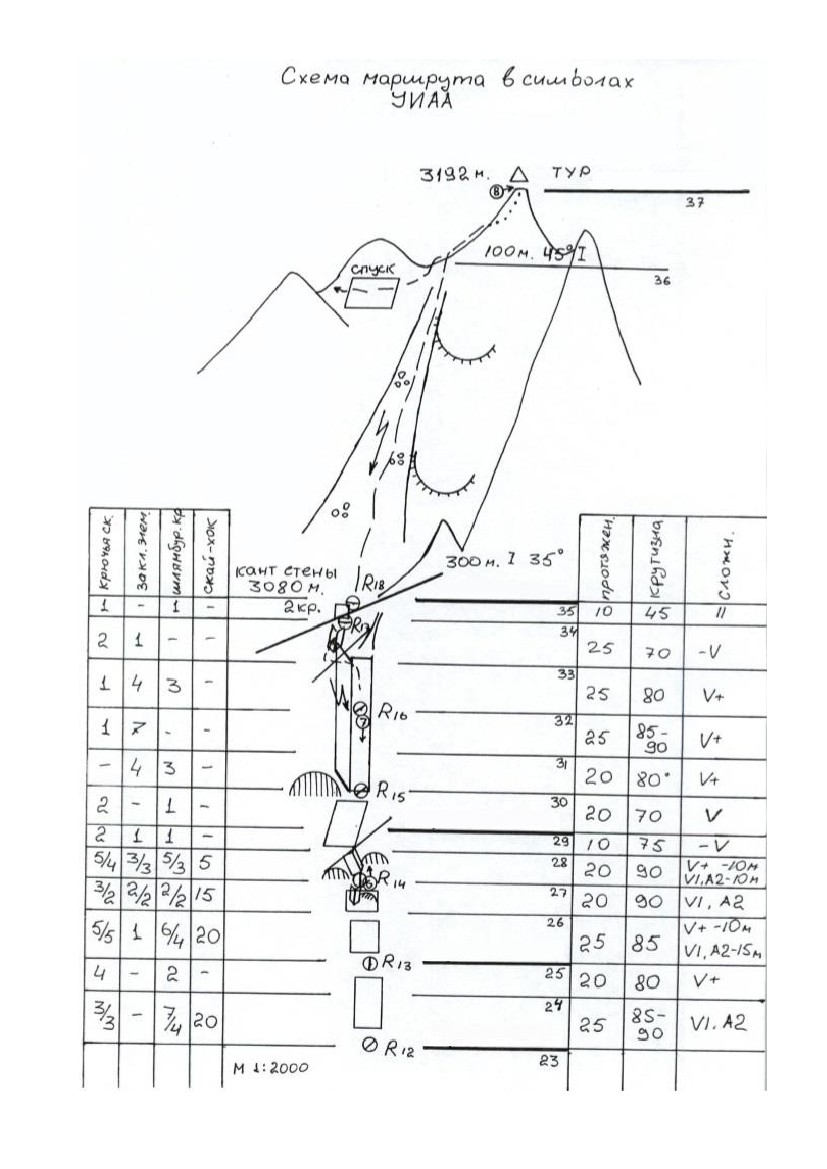 Схема маршрута в символах
УИАА
3192 м. ТУР
8
37
100 м. 45° I
спуск
36
крючья ск.
закл. элем.
шлямбур. кр
скай-хок
протяжен.
крутизна
сложн.
300 м. I 35°
кант стены
3080 м.
R18
1 - 1 - 2 кр. 35 10 45 II
R17
34
2 1 - - 25 70 -V
33
1 4 3 - 25 80 V+
R16
32
7
1 7 - - 25 85-90 V+
31
- 4 3 - 20 80° V+
R15
30
2 - 1 - 20 70 V
2 1 1 - 29 10 75 -V
5/4 3/3 5/3 5 28 20 90 V+ -10м
VI, A2-10м
6
R14
3/2 2/2 2/2 15 27 20 90 VI, A2
26
5/5 1 6/4 20 25 85 V+ -10м
VI, A2-15м
R13
4 - 2 - 25 20 80 V+
24
3/3 - 7/4 20 25 85-90 VI. A2
R12
М 1:2000 23